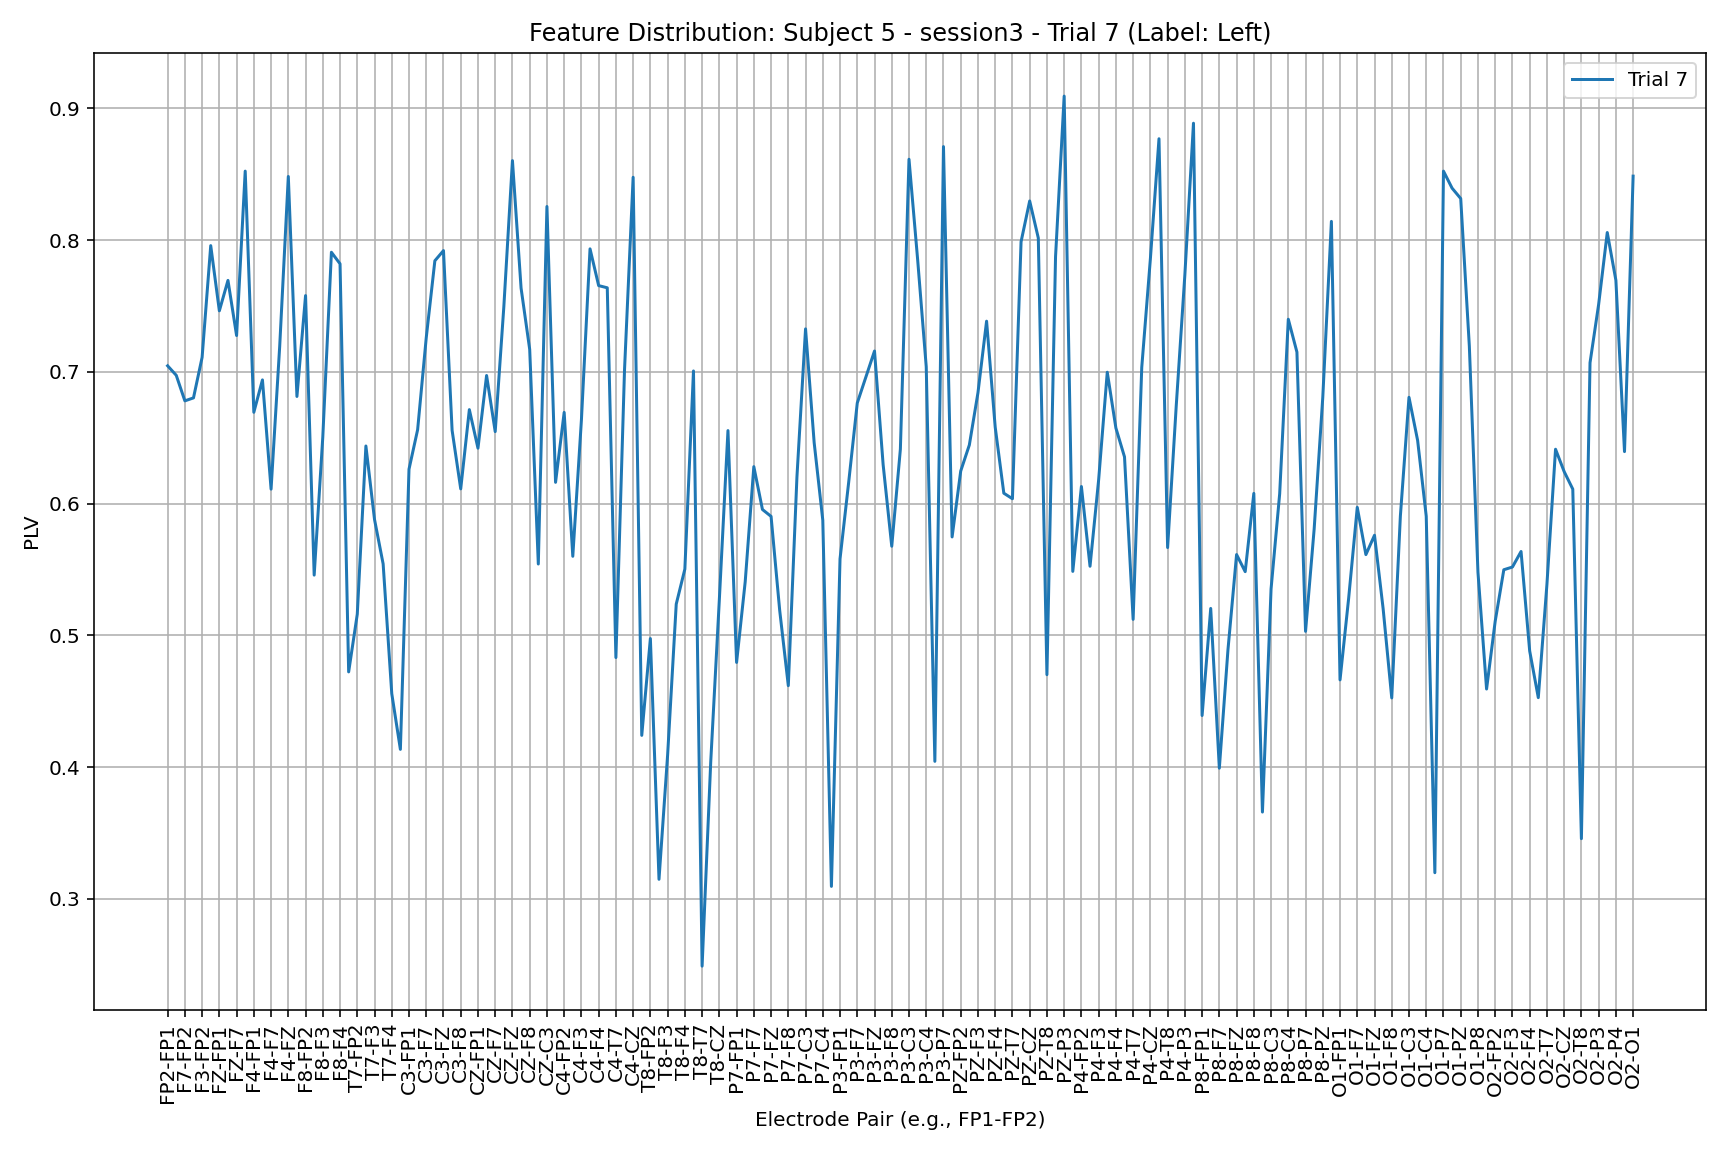 Feature Distribution: Subject 5 - session3 - Trial 7 (Label: Left)
Trial 7
PLV
0.9
0.8
0.7
0.6
0.5
0.4
0.3
FP2-FP1
F7-FP2
F3-FP2
FZ-FP1
FZ-F7
F4-FP1
F4-F7
F4-FZ
F8-FP2
F8-F3
F8-F4
T7-FP2
T7-F3
T7-F4
C3-FP1
C3-F7
C3-FZ
C3-F8
CZ-FP1
CZ-F7
CZ-FZ
CZ-F8
CZ-C3
C4-FP2
C4-F3
C4-F4
C4-T7
C4-CZ
T8-FP2
T8-F3
T8-F4
T8-T7
T8-CZ
P7-FP1
P7-F7
P7-FZ
P7-F8
P7-C3
P7-C4
P3-FP1
P3-F7
P3-FZ
P3-F8
P3-C3
P3-C4
P3-P7
PZ-FP2
PZ-F3
PZ-F4
PZ-T7
PZ-CZ
PZ-T8
PZ-P3
P4-FP2
P4-F3
P4-F4
P4-T7
P4-CZ
P4-T8
P4-P3
P8-FP1
P8-F7
P8-FZ
P8-F8
P8-C3
P8-C4
P8-P7
P8-PZ
O1-FP1
O1-F7
O1-FZ
O1-F8
O1-C3
O1-C4
O1-P7
O1-PZ
O1-P8
O2-FP2
O2-F3
O2-F4
O2-T7
O2-CZ
O2-T8
O2-P3
O2-P4
O2-O1
Electrode Pair (e.g., FP1-FP2)